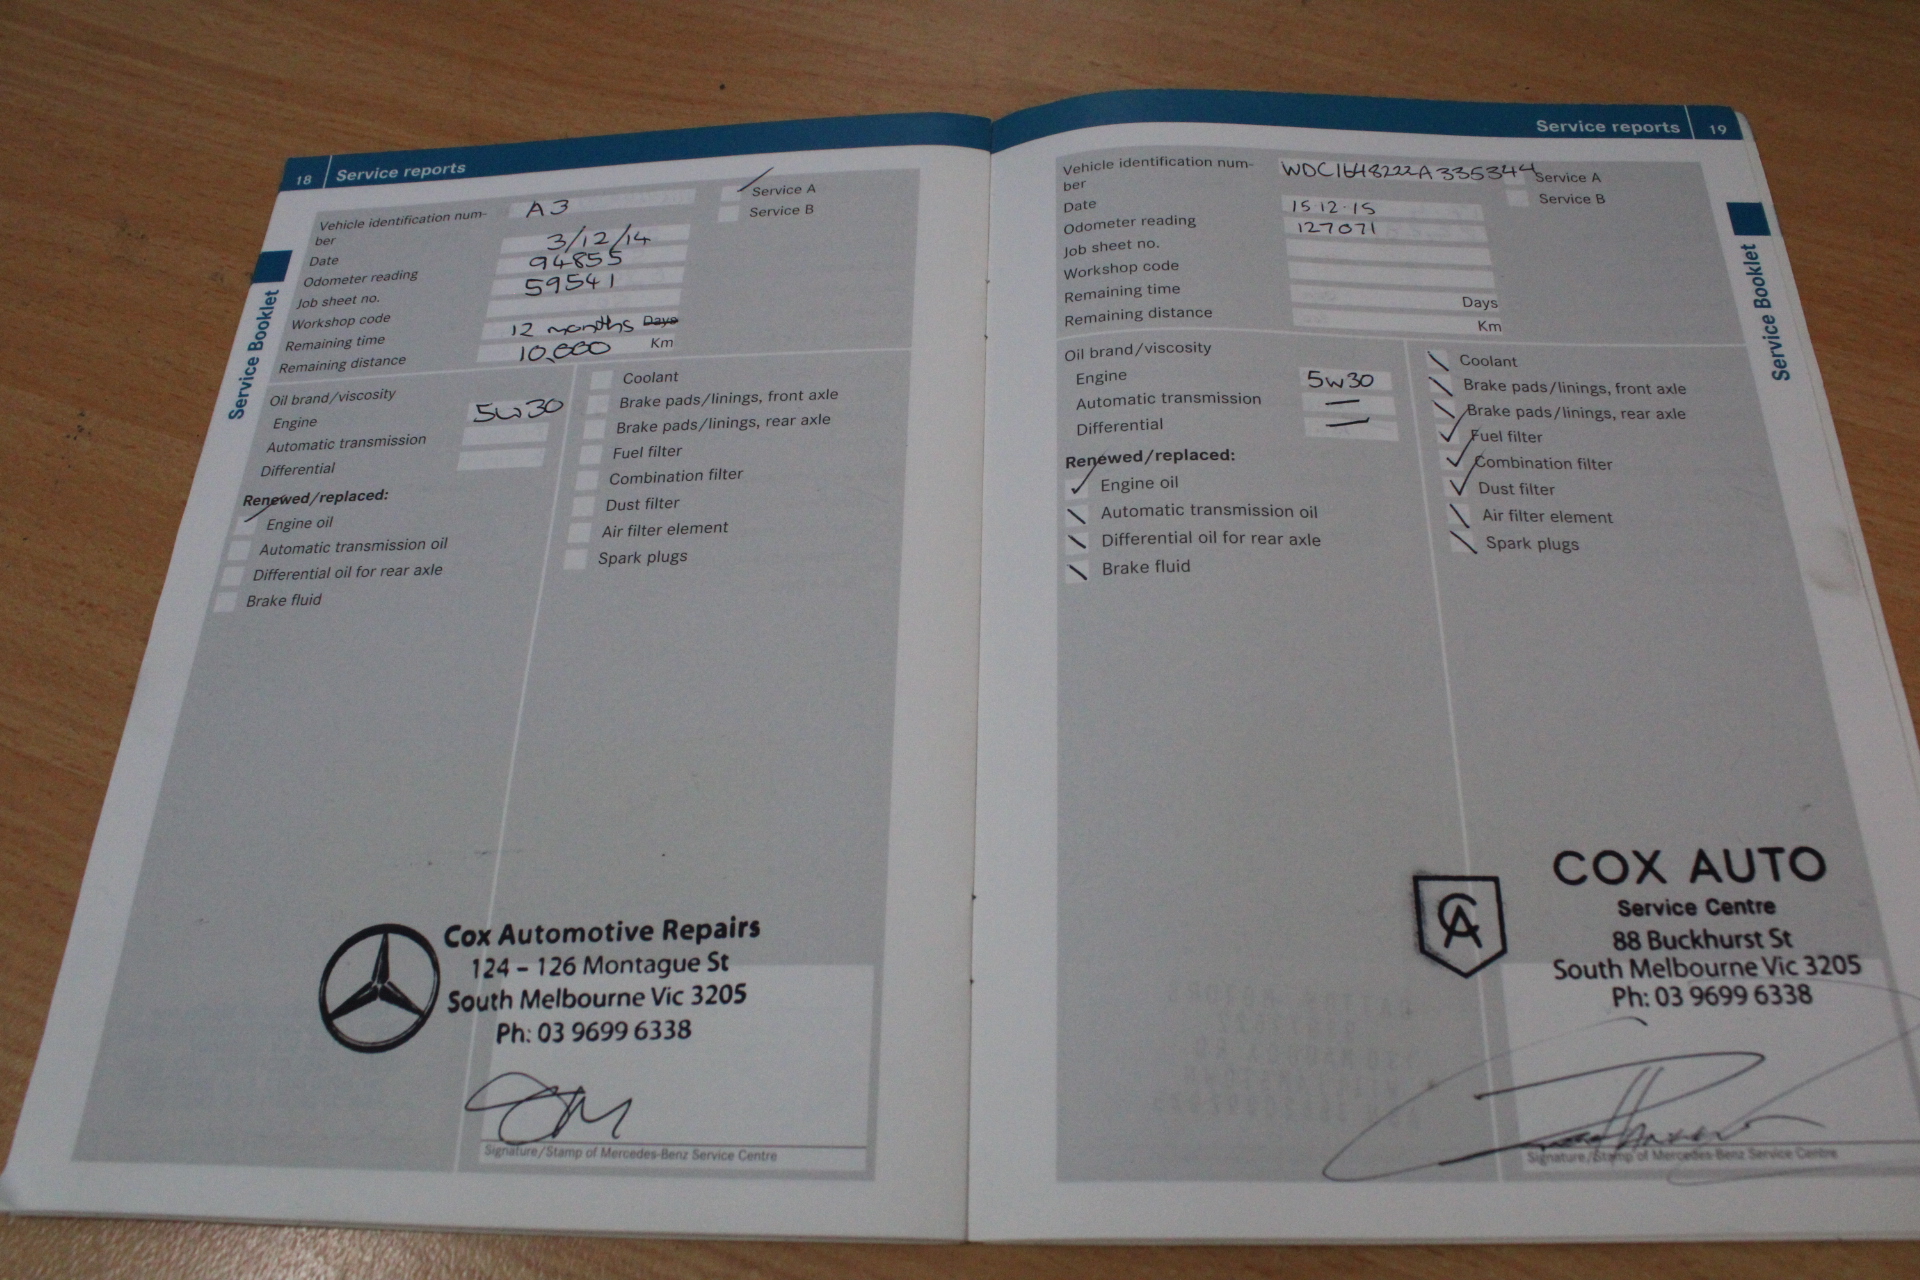 18 Service reports
Vehicle identification num-
ber
A3
Date
3/12/14
Odometer reading
94855
Job sheet no.
59541
Workshop code
Remaining time
12 months Days
Remaining distance
10,000 Km
Service A
Service B
Oil brand/viscosity
Engine
5w30
Automatic transmission
Differential
Renewed/replaced:
Engine oil
Automatic transmission oil
Differential oil for rear axle
Brake fluid
Coolant
Brake pads/linings, front axle
Brake pads/linings, rear axle
Fuel filter
Combination filter
Dust filter
Air filter element
Spark plugs
Service Booklet
Cox Automotive Repairs
124 – 126 Montague St
South Melbourne Vic 3205
Ph: 03 9699 6338
Signature/Stamp of Mercedes-Benz Service Centre
Service reports 19
Vehicle identification num-
ber
WDC1648222A335344
Date
15 12·15
Odometer reading
127071
Job sheet no.
Workshop code
Remaining time
Days
Remaining distance
Km
Service A
Service B
Oil brand/viscosity
Engine
5w30
Automatic transmission
—
Differential
—
Renewed/replaced:
Engine oil
Automatic transmission oil
Differential oil for rear axle
Brake fluid
Coolant
Brake pads/linings, front axle
Brake pads/linings, rear axle
Fuel filter
Combination filter
Dust filter
Air filter element
Spark plugs
Service Booklet
CA
COX AUTO
Service Centre
88 Buckhurst St
South Melbourne Vic 3205
Ph: 03 9699 6338
Signature/Stamp of Mercedes-Benz Service Centre